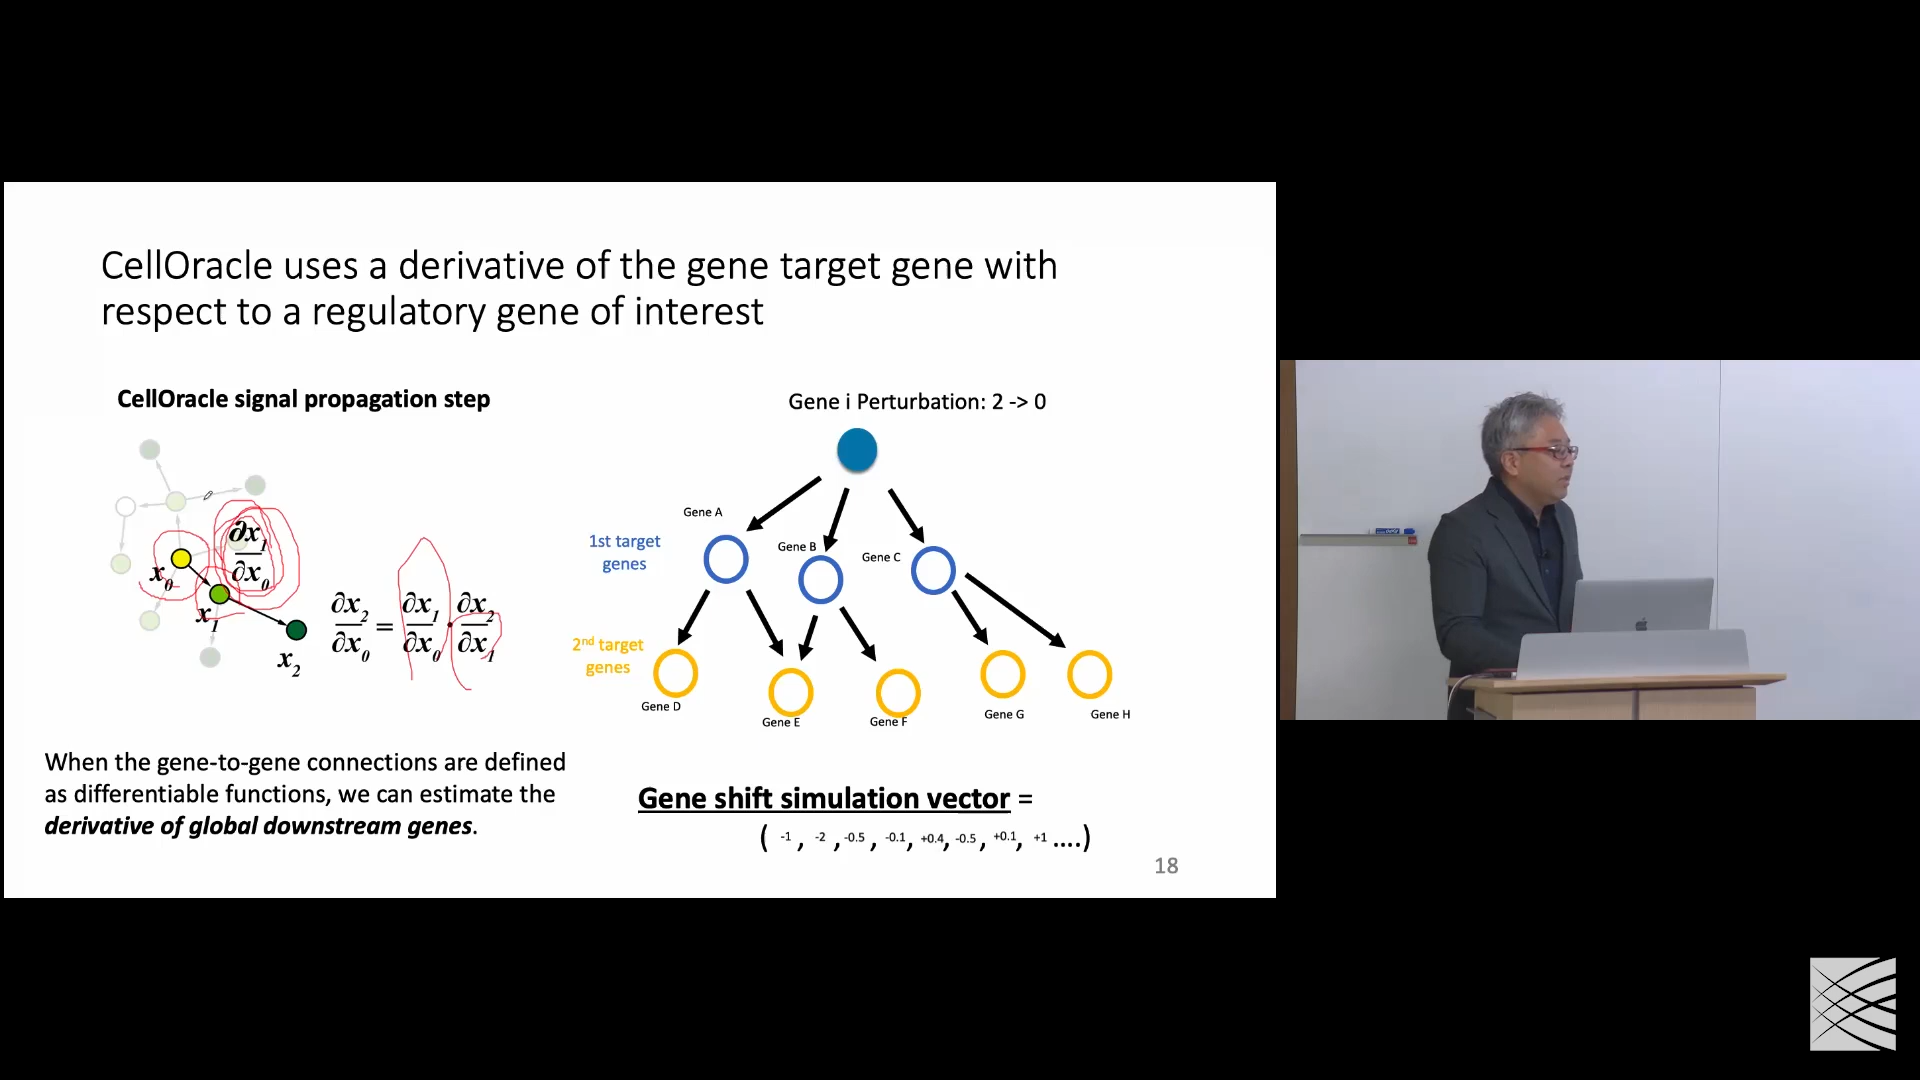 CellOracle uses a derivative of the gene target gene with
respect to a regulatory gene of interest
CellOracle signal propagation step
x₀
∂x₁
∂x₀
x₁
x₂
∂x₂/∂x₀ = ∂x₁/∂x₀ · ∂x₂/∂x₁
When the gene-to-gene connections are defined
as differentiable functions, we can estimate the
derivative of global downstream genes.
Gene i Perturbation: 2 -> 0
Gene A
1st target
genes
Gene B
Gene C
2nd target
genes
Gene D
Gene E
Gene F
Gene G
Gene H
Gene shift simulation vector =
( -1 , -2 , -0.5 , -0.1, +0.4, -0.5 , +0.1, +1 ....)
18